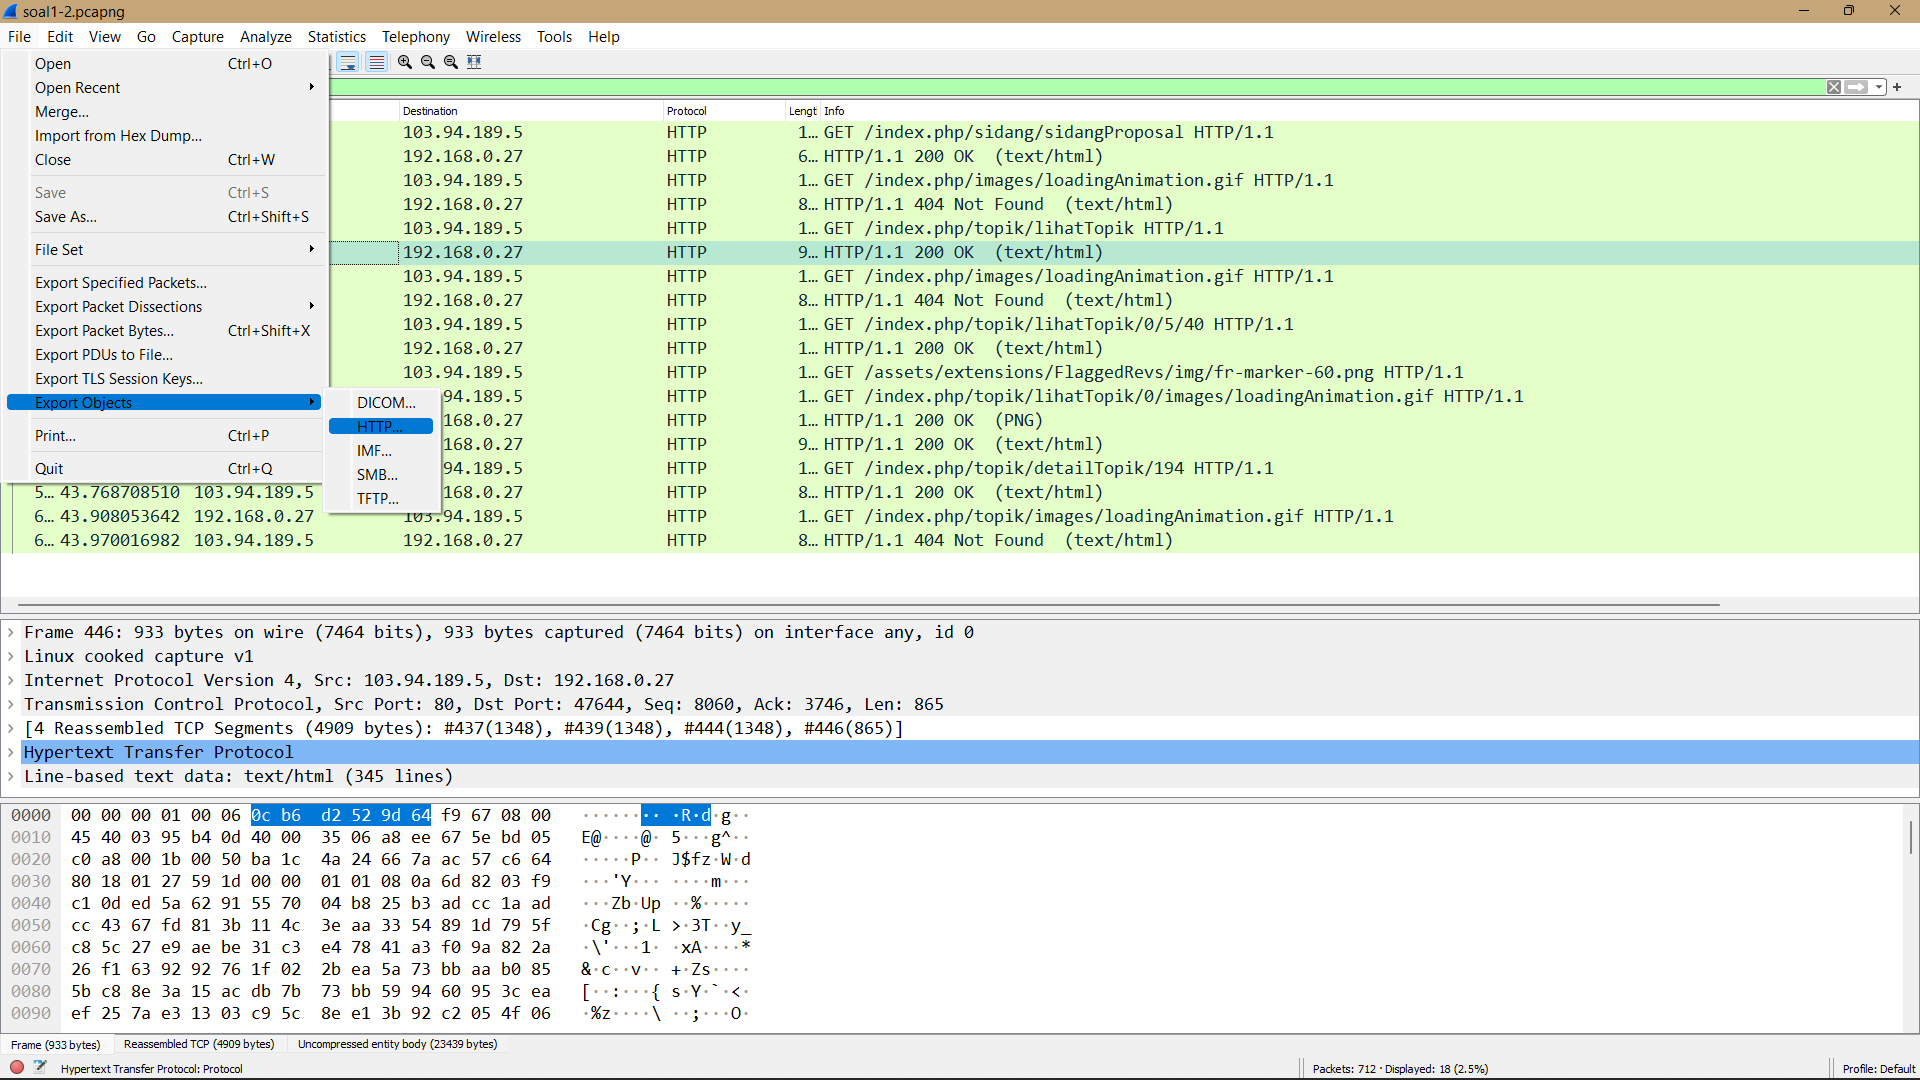 soal1-2.pcapng
File Edit View Go Capture Analyze Statistics Telephony Wireless Tools Help
Open Ctrl+O
Open Recent
Merge...
Import from Hex Dump...
Close Ctrl+W
Save Ctrl+S
Save As... Ctrl+Shift+S
File Set
Export Specified Packets...
Export Packet Dissections
Export Packet Bytes... Ctrl+Shift+X
Export PDUs to File...
Export TLS Session Keys...
Export Objects
Print... Ctrl+P
Quit Ctrl+Q
DICOM...
HTTP...
IMF...
SMB...
TFTP...
Destination Protocol Lengt Info
103.94.189.5 HTTP 1... GET /index.php/sidang/sidangProposal HTTP/1.1
192.168.0.27 HTTP 6... HTTP/1.1 200 OK (text/html)
103.94.189.5 HTTP 1... GET /index.php/images/loadingAnimation.gif HTTP/1.1
192.168.0.27 HTTP 8... HTTP/1.1 404 Not Found (text/html)
103.94.189.5 HTTP 1... GET /index.php/topik/lihatTopik HTTP/1.1
192.168.0.27 HTTP 9... HTTP/1.1 200 OK (text/html)
103.94.189.5 HTTP 1... GET /index.php/images/loadingAnimation.gif HTTP/1.1
192.168.0.27 HTTP 8... HTTP/1.1 404 Not Found (text/html)
103.94.189.5 HTTP 1... GET /index.php/topik/lihatTopik/0/5/40 HTTP/1.1
192.168.0.27 HTTP 1... HTTP/1.1 200 OK (text/html)
103.94.189.5 HTTP 1... GET /assets/extensions/FlaggedRevs/img/fr-marker-60.png HTTP/1.1
94.189.5 HTTP 1... GET /index.php/topik/lihatTopik/0/images/loadingAnimation.gif HTTP/1.1
168.0.27 HTTP 1... HTTP/1.1 200 OK (PNG)
168.0.27 HTTP 9... HTTP/1.1 200 OK (text/html)
94.189.5 HTTP 1... GET /index.php/topik/detailTopik/194 HTTP/1.1
5... 43.768708510 103.94.189.5 168.0.27 HTTP 8... HTTP/1.1 200 OK (text/html)
6... 43.908053642 192.168.0.27 103.94.189.5 HTTP 1... GET /index.php/topik/images/loadingAnimation.gif HTTP/1.1
6... 43.970016982 103.94.189.5 192.168.0.27 HTTP 8... HTTP/1.1 404 Not Found (text/html)
Frame 446: 933 bytes on wire (7464 bits), 933 bytes captured (7464 bits) on interface any, id 0
Linux cooked capture v1
Internet Protocol Version 4, Src: 103.94.189.5, Dst: 192.168.0.27
Transmission Control Protocol, Src Port: 80, Dst Port: 47644, Seq: 8060, Ack: 3746, Len: 865
[4 Reassembled TCP Segments (4909 bytes): #437(1348), #439(1348), #444(1348), #446(865)]
Hypertext Transfer Protocol
Line-based text data: text/html (345 lines)
0000 00 00 00 01 00 06 0c b6 d2 52 9d 64 f9 67 08 00 ········ ·R·d·g··
0010 45 40 03 95 b4 0d 40 00 35 06 a8 ee 67 5e bd 05 E@····@· 5···g^··
0020 c0 a8 00 1b 00 50 ba 1c 4a 24 66 7a ac 57 c6 64 ·····P·· J$fz·W·d
0030 80 18 01 27 59 1d 00 00 01 01 08 0a 6d 82 03 f9 ···'Y··· ····m···
0040 c1 0d ed 5a 62 91 55 70 04 b8 25 b3 ad cc 1a ad ···Zb·Up ··%·····
0050 cc 43 67 fd 81 3b 11 4c 3e aa 33 54 89 1d 79 5f ·Cg··;·L >·3T··y_
0060 c8 5c 27 e9 ae be 31 c3 e4 78 41 a3 f0 9a 82 2a ·\'···1· ·xA····*
0070 26 f1 63 92 92 76 1f 02 2b ea 5a 73 bb aa b0 85 &·c··v·· +·Zs····
0080 5b c8 8e 3a 15 ac db 7b 73 bb 59 94 60 95 3c ea [··:···{ s·Y·`·<·
0090 ef 25 7a e3 13 03 c9 5c 8e e1 3b 92 c2 05 4f 06 ·%z····\ ··;···O·
Frame (933 bytes) Reassembled TCP (4909 bytes) Uncompressed entity body (23439 bytes)
Hypertext Transfer Protocol: Protocol Packets: 712 · Displayed: 18 (2.5%) Profile: Default